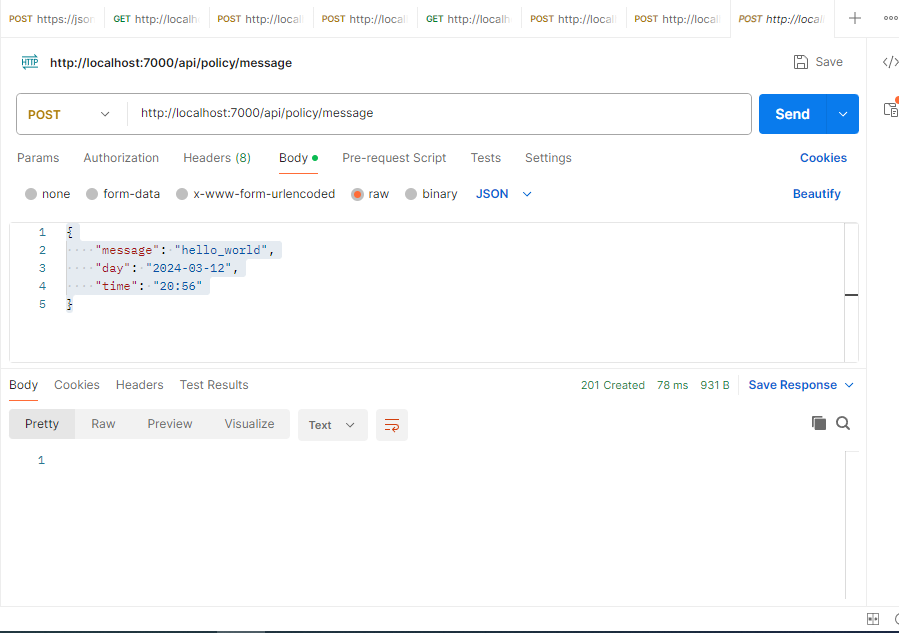 POST https://json GET http://localh POST http://local POST http://local GET http://localh POST http://local POST http://local POST http://local
HTTP http://localhost:7000/api/policy/message Save
POST http://localhost:7000/api/policy/message Send
Params Authorization Headers (8) Body Pre-request Script Tests Settings Cookies
none form-data x-www-form-urlencoded raw binary JSON Beautify
1 {
2 "message": "hello_world",
3 "day": "2024-03-12",
4 "time": "20:56"
5 }
Body Cookies Headers Test Results 201 Created 78 ms 931 B Save Response
Pretty Raw Preview Visualize Text
1